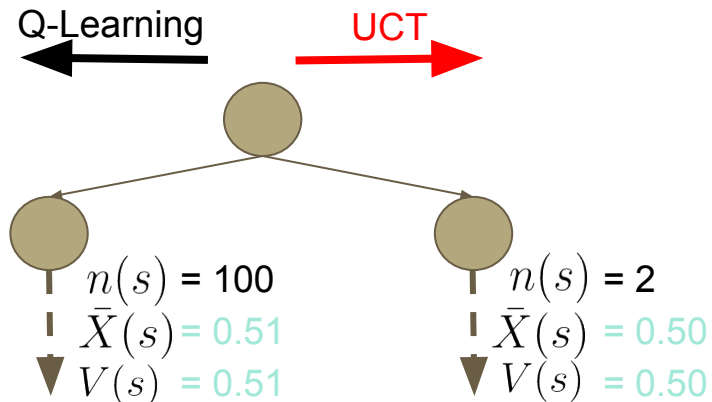 Q-Learning
UCT
n(s) = 100
X̄(s) = 0.51
V(s) = 0.51
n(s) = 2
X̄(s) = 0.50
V(s) = 0.50